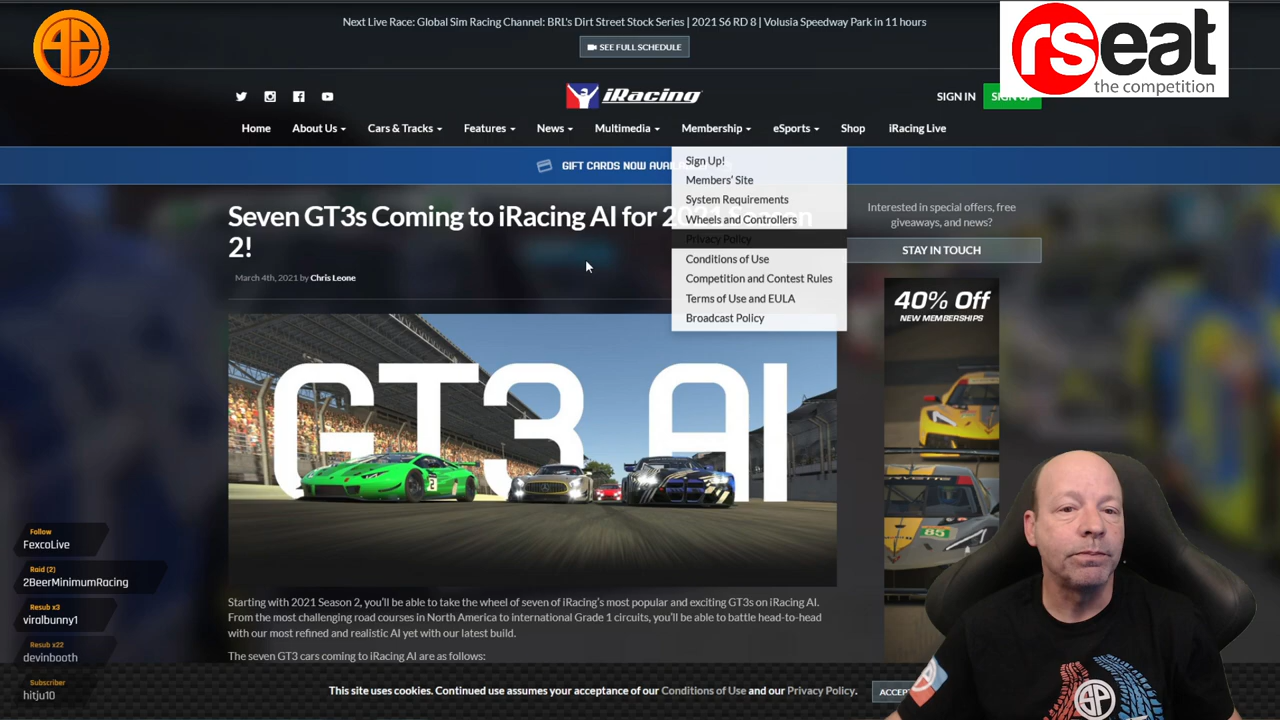 Next Live Race: Global Sim Racing Channel: BRL's Dirt Street Stock Series | 2021 S6 RD 8 | Volusia Speedway Park in 11 hours
SEE FULL SCHEDULE
rseat
the competition
iRacing
SIGN IN
SIGN UP
Home
About Us
Cars & Tracks
Features
News
Multimedia
Membership
eSports
Shop
iRacing Live
GIFT CARDS NOW
Sign Up!
Members' Site
System Requirements
Wheels and Controllers
Privacy Policy
Conditions of Use
Competition and Contest Rules
Terms of Use and EULA
Broadcast Policy
Seven GT3s Coming to iRacing AI for 2021 Season
2!
March 4th, 2021 by Chris Leone
Interested in special offers, free
giveaways, and news?
STAY IN TOUCH
40% Off
NEW MEMBERSHIPS
GT3 AI
2
CORVETTE
85
Starting with 2021 Season 2, you'll be able to take the wheel of seven of iRacing's most popular and exciting GT3s on iRacing AI.
From the most challenging road courses in North America to international Grade 1 circuits, you'll be able to battle head-to-head
with our most refined and realistic AI yet with our latest build.
The seven GT3 cars coming to iRacing AI are as follows:
Follow
FexcoLive
Raid (2)
2BeerMinimumRacing
Resub x3
viralbunny1
Resub x22
devinbooth
Subscriber
hitju10
This site uses cookies. Continued use assumes your acceptance of our Conditions of Use and our Privacy Policy.
ACCEP